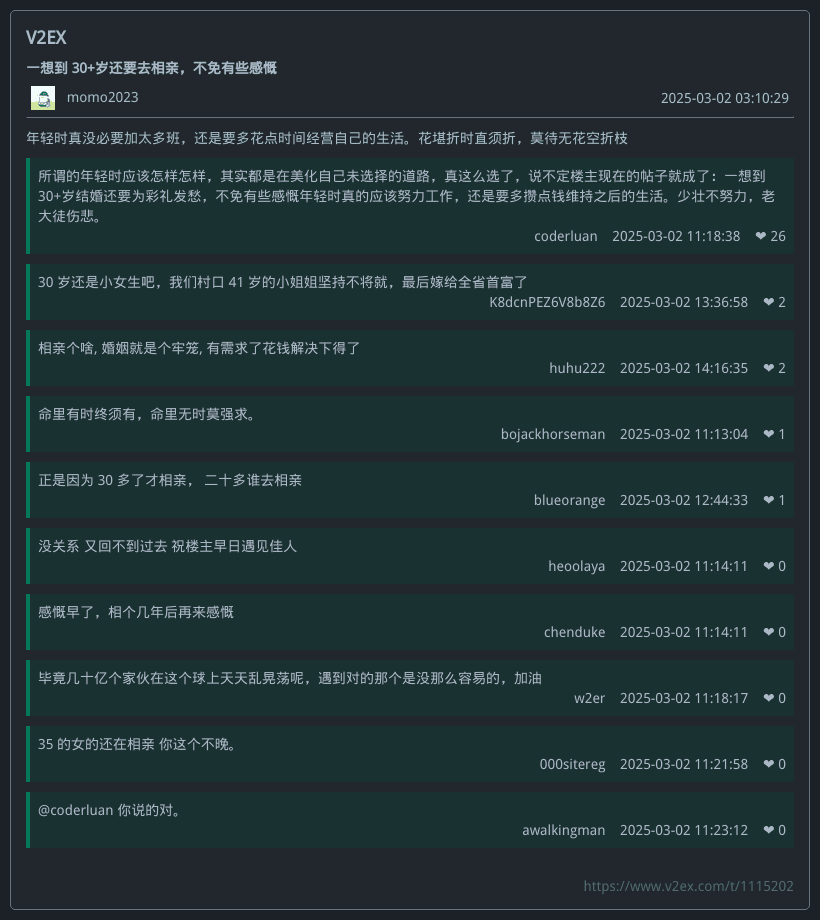 V2EX
一想到 30+岁还要去相亲，不免有些感慨
momo2023 2025-03-02 03:10:29
年轻时真没必要加太多班，还是要多花点时间经营自己的生活。花堪折时直须折，莫待无花空折枝
所谓的年轻时应该怎样怎样，其实都是在美化自己未选择的道路，真这么选了，说不定楼主现在的帖子就成了：一想到
30+岁结婚还要为彩礼发愁，不免有些感慨年轻时真的应该努力工作，还是要多攒点钱维持之后的生活。少壮不努力，老
大徒伤悲。
coderluan 2025-03-02 11:18:38 ❤ 26
30 岁还是小女生吧，我们村口 41 岁的小姐姐坚持不将就，最后嫁给全省首富了
K8dcnPEZ6V8b8Z6 2025-03-02 13:36:58 ❤ 2
相亲个啥, 婚姻就是个牢笼, 有需求了花钱解决下得了
huhu222 2025-03-02 14:16:35 ❤ 2
命里有时终须有，命里无时莫强求。
bojackhorseman 2025-03-02 11:13:04 ❤ 1
正是因为 30 多了才相亲， 二十多谁去相亲
blueorange 2025-03-02 12:44:33 ❤ 1
没关系 又回不到过去 祝楼主早日遇见佳人
heoolaya 2025-03-02 11:14:11 ❤ 0
感慨早了，相个几年后再来感慨
chenduke 2025-03-02 11:14:11 ❤ 0
毕竟几十亿个家伙在这个球上天天乱晃荡呢，遇到对的那个是没那么容易的，加油
w2er 2025-03-02 11:18:17 ❤ 0
35 的女的还在相亲 你这个不晚。
000sitereg 2025-03-02 11:21:58 ❤ 0
@coderluan 你说的对。
awalkingman 2025-03-02 11:23:12 ❤ 0
https://www.v2ex.com/t/1115202